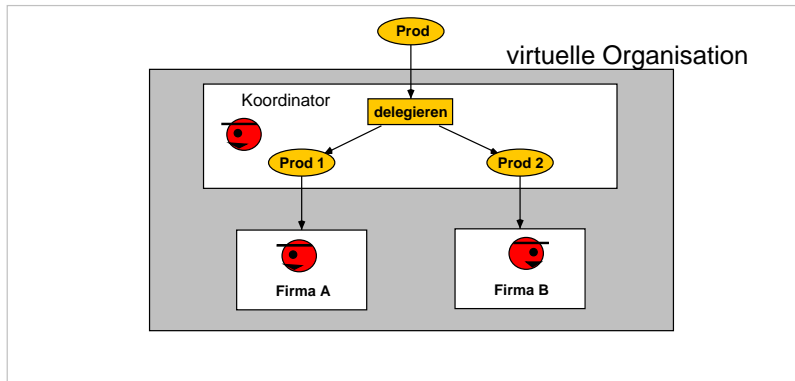 Prod
virtuelle Organisation
Koordinator
delegieren
Prod 1
Prod 2
Firma A
Firma B